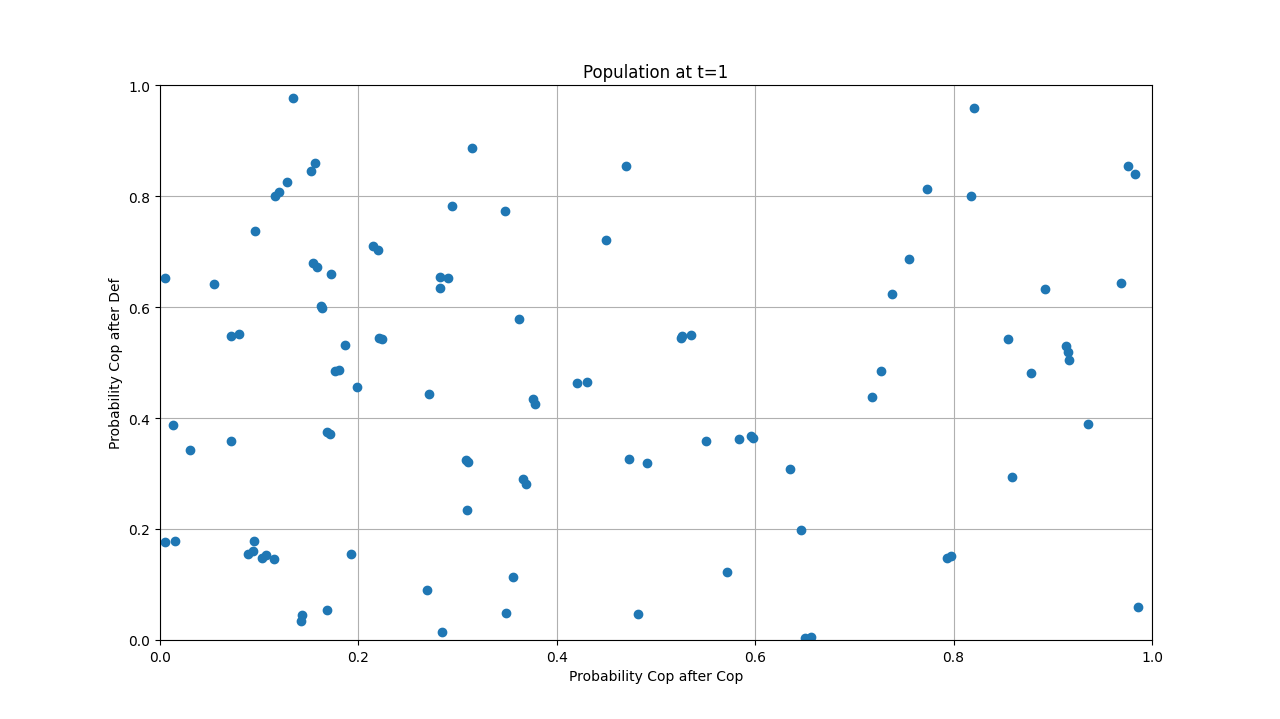 Population at t=1
1.0
0.8
0.6
0.4
0.2
0.0
Probability Cop after Def
0.0 0.2 0.4 0.6 0.8 1.0
Probability Cop after Cop